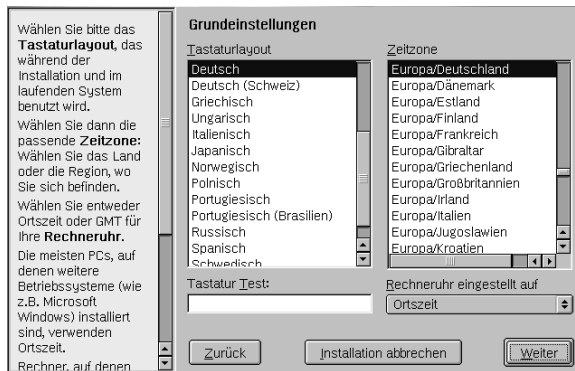 Wählen Sie bitte das
Tastaturlayout, das
während der
Installation und im
laufenden System
benutzt wird.
Wählen Sie dann die
passende Zeitzone:
Wählen Sie das Land
oder die Region, wo
Sie sich befinden.
Wählen Sie entweder
Ortszeit oder GMT für
Ihre Rechneruhr.
Die meisten PCs, auf
denen weitere
Betriebssysteme (wie
z.B. Microsoft
Windows) installiert
sind, verwenden
Ortszeit.
Rechner, auf denen
Grundeinstellungen
Tastaturlayout
Deutsch
Deutsch (Schweiz)
Griechisch
Ungarisch
Italienisch
Japanisch
Norwegisch
Polnisch
Portugiesisch
Portugiesisch (Brasilien)
Russisch
Spanisch
Schwedisch
Tastatur Test:
Zeitzone
Europa/Deutschland
Europa/Dänemark
Europa/Estland
Europa/Finland
Europa/Frankreich
Europa/Gibraltar
Europa/Griechenland
Europa/Großbritannien
Europa/Irland
Europa/Italien
Europa/Jugoslawien
Europa/Kroatien
Rechneruhr eingestellt auf
Ortszeit
Zurück
Installation abbrechen
Weiter